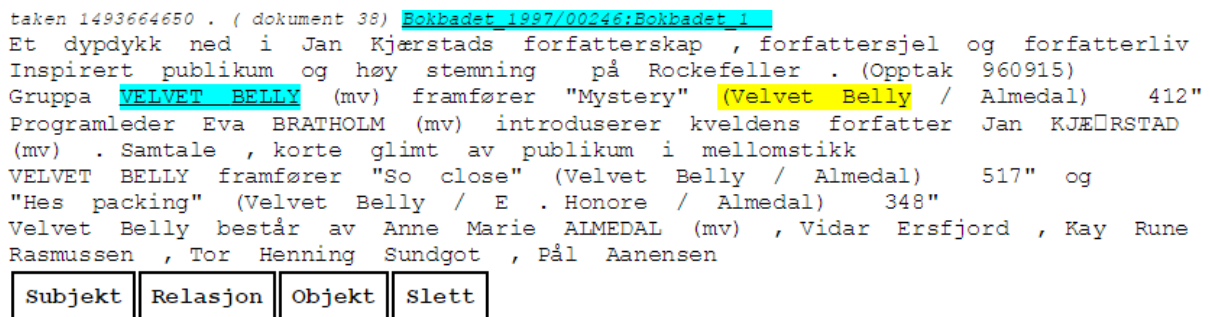 taken 1493664650 . ( dokument 38) Bokbadet_1997/00246:Bokbadet_1
Et dypdykk ned i Jan Kjærstads forfatterskap , forfattersjel og forfatterliv
Inspirert publikum og høy stemning på Rockefeller . (Opptak 960915)
Gruppa VELVET BELLY (mv) framfører "Mystery" (Velvet Belly / Almedal) 412"
Programleder Eva BRATHOLM (mv) introduserer kveldens forfatter Jan KJÆ□RSTAD
(mv) . Samtale , korte glimt av publikum i mellomstikk
VELVET BELLY framfører "So close" (Velvet Belly / Almedal) 517" og
"Hes packing" (Velvet Belly / E . Honore / Almedal) 348"
Velvet Belly består av Anne Marie ALMEDAL (mv) , Vidar Ersfjord , Kay Rune
Rasmussen , Tor Henning Sundgot , Pål Aanensen
Subjekt Relasjon Objekt Slett